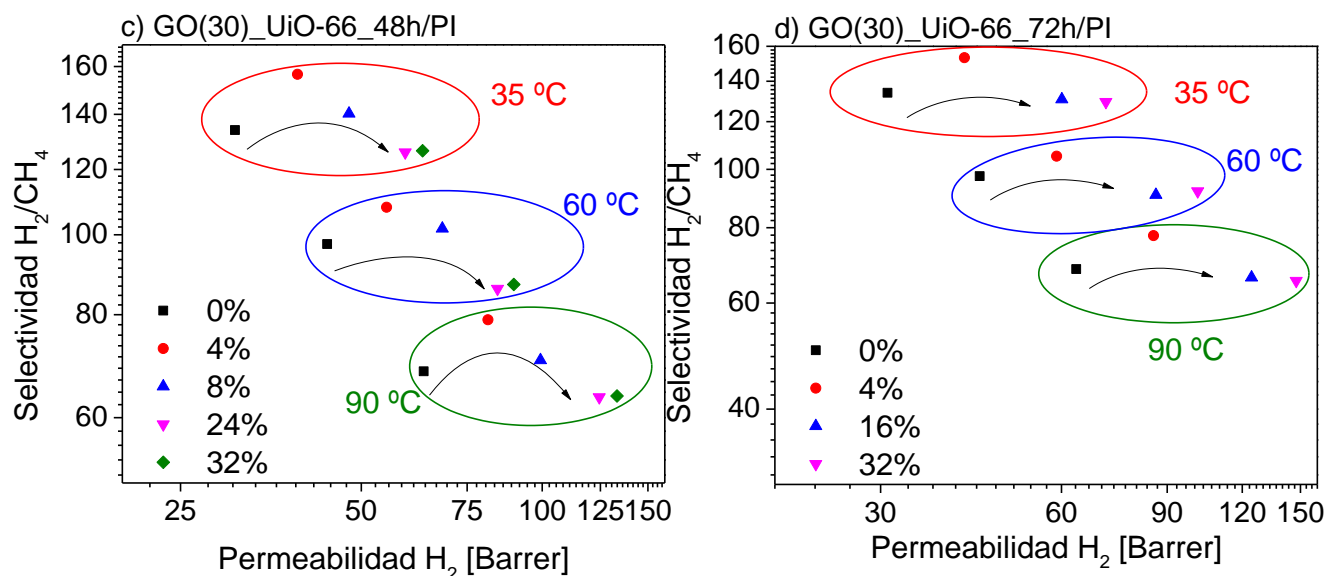 c) GO(30)_UiO-66_48h/PI
160
140
120
100
80
60
Selectividad H₂/CH₄
35 ºC
60 ºC
90 ºC
0%
4%
8%
24%
32%
25
50
75
100
125
150
Permeabilidad H₂ [Barrer]
d) GO(30)_UiO-66_72h/PI
160
140
120
100
80
60
40
Selectividad H₂/CH₄
35 ºC
60 ºC
90 ºC
0%
4%
16%
32%
30
60
90
120
150
Permeabilidad H₂ [Barrer]